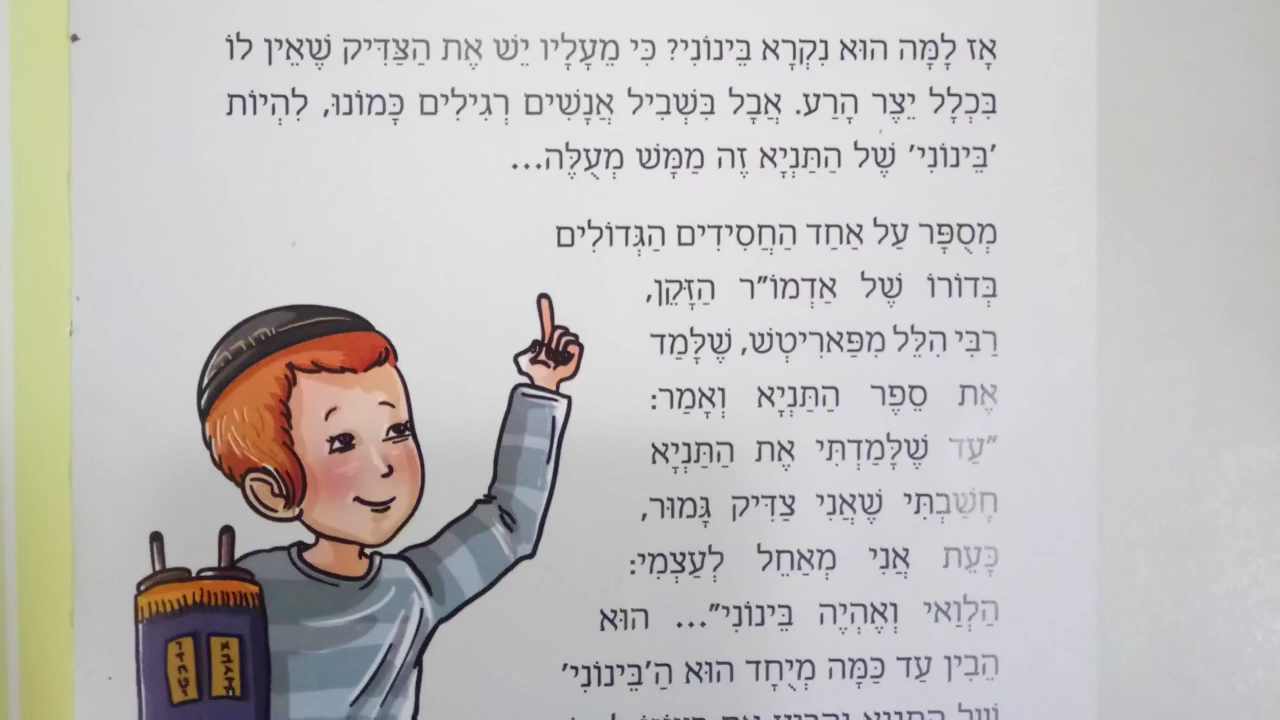 אָז לָמָּה הוּא נִקְרָא בֵּינוֹנִי? כִּי מֵעָלָיו יֵשׁ אֶת הַצַּדִּיק שֶׁאֵין לוֹ
בִּכְלָל יֵצֶר הָרַע. אֲבָל בִּשְׁבִיל אֲנָשִׁים רְגִילִים כָּמוֹנוּ, לִהְיוֹת
'בֵּינוֹנִי' שֶׁל הַתַּנְיָא זֶה מַמָּשׁ מְעֻלֶּה...
מְסֻפָּר עַל אַחַד הַחֲסִידִים הַגְּדוֹלִים
בְּדוֹרוֹ שֶׁל אַדְמוֹ"ר הַזָּקֵן,
רַבִּי הִלֵּל מִפַּארִיטְשׁ, שֶׁלָּמַד
אֶת סֵפֶר הַתַּנְיָא וְאָמַר:
"עַד שֶׁלָּמַדְתִּי אֶת הַתַּנְיָא
חָשַׁבְתִּי שֶׁאֲנִי צַדִּיק גָּמוּר,
כָּעֵת אֲנִי מְאַחֵל לְעַצְמִי:
הַלְוַאי וְאֶהְיֶה בֵּינוֹנִי"... הוּא
הֵבִין עַד כַּמָּה מְיֻחָד הוּא הַ'בֵּינוֹנִי'